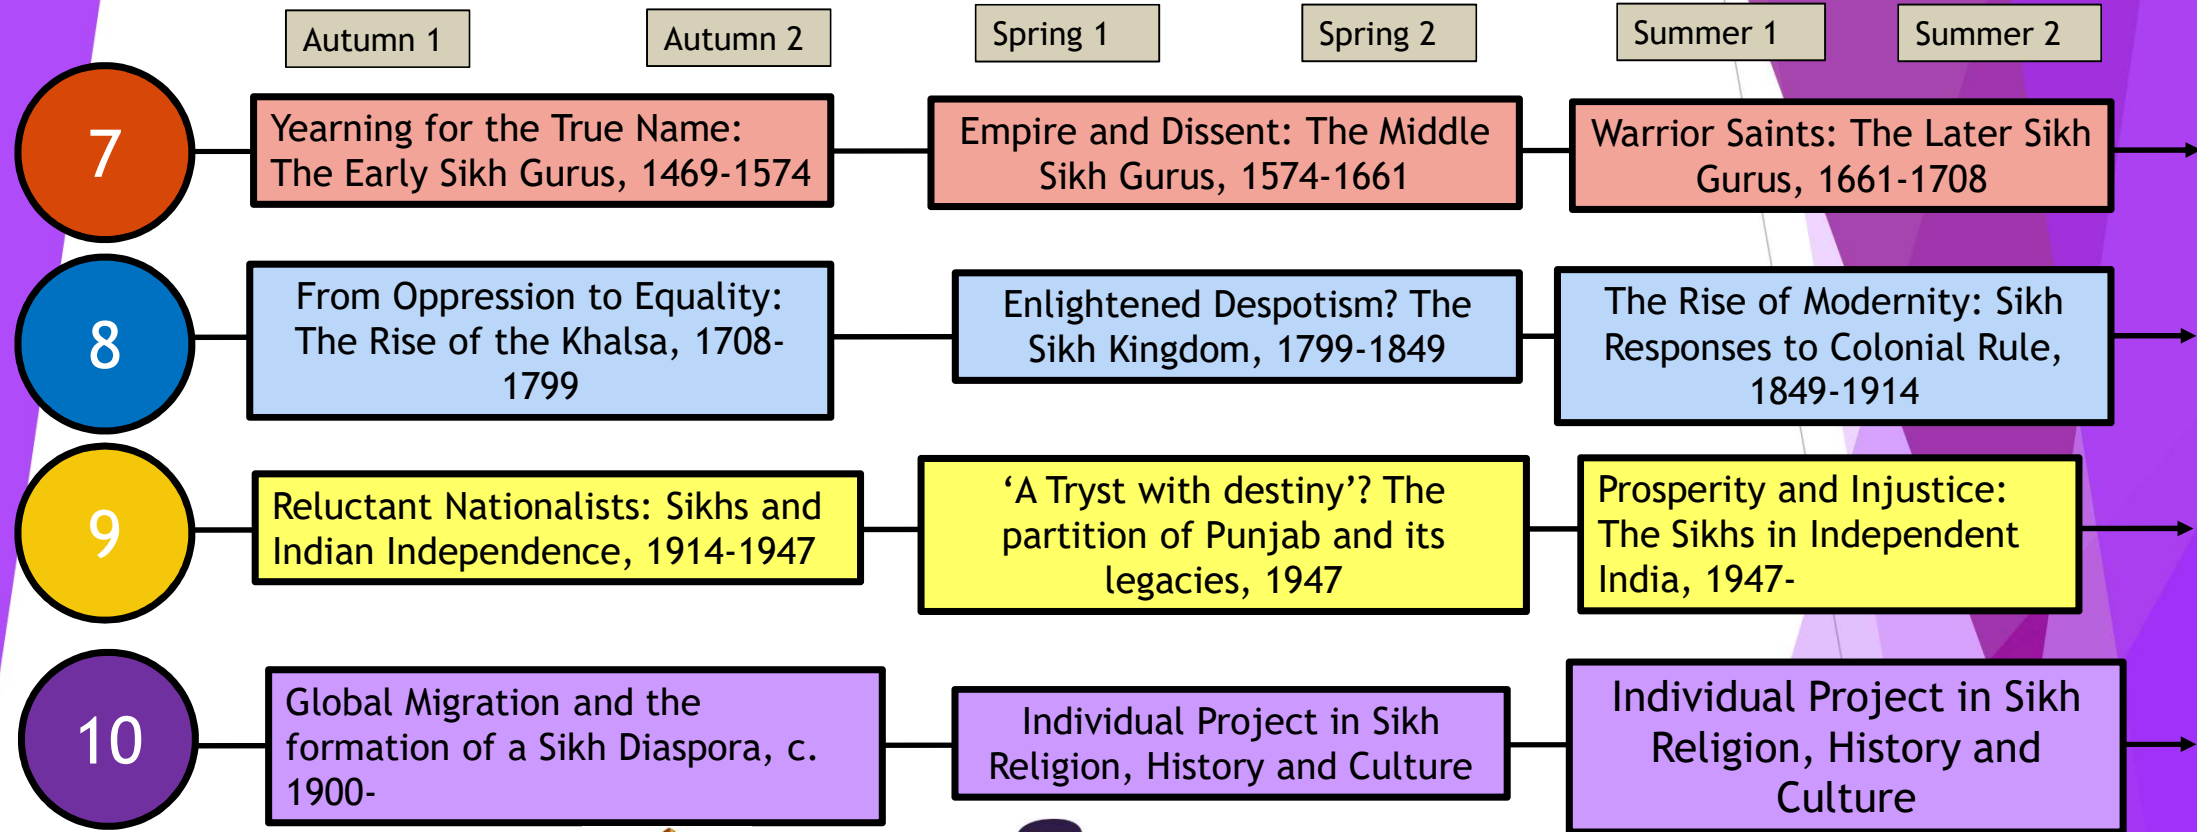 Autumn 1
Autumn 2
Spring 1
Spring 2
Summer 1
Summer 2
7
Yearning for the True Name:
The Early Sikh Gurus, 1469-1574
Empire and Dissent: The Middle
Sikh Gurus, 1574-1661
Warrior Saints: The Later Sikh
Gurus, 1661-1708
8
From Oppression to Equality:
The Rise of the Khalsa, 1708-
1799
Enlightened Despotism? The
Sikh Kingdom, 1799-1849
The Rise of Modernity: Sikh
Responses to Colonial Rule,
1849-1914
9
Reluctant Nationalists: Sikhs and
Indian Independence, 1914-1947
‘A Tryst with destiny’? The
partition of Punjab and its
legacies, 1947
Prosperity and Injustice:
The Sikhs in Independent
India, 1947-
10
Global Migration and the
formation of a Sikh Diaspora, c.
1900-
Individual Project in Sikh
Religion, History and Culture
Individual Project in Sikh
Religion, History and
Culture